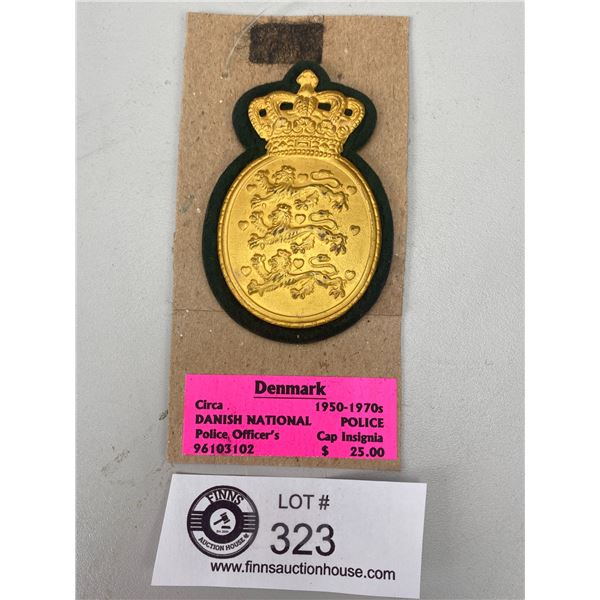 Denmark
Circa 1950-1970s
DANISH NATIONAL POLICE
Police Officer's Cap Insignia
96103102 $ 25.00
FINNS
AUCTION HOUSE
LOT #
323
www.finnsauctionhouse.com